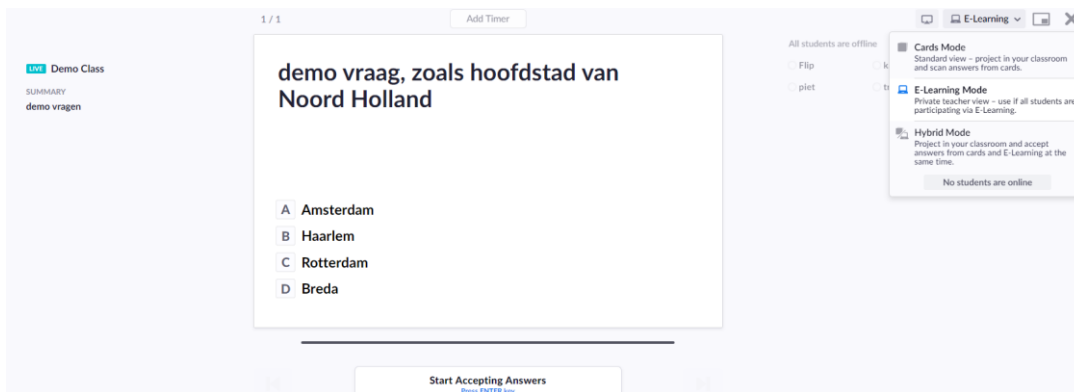 1 / 1
Add Timer
E-Learning
LIVE Demo Class
SUMMARY
demo vragen
demo vraag, zoals hoofdstad van
Noord Holland
A Amsterdam
B Haarlem
C Rotterdam
D Breda
Start Accepting Answers
Press ENTER key
All students are offline
Flip
k
piet
tr
Cards Mode
Standard view – project in your classroom
and scan answers from cards.
E-Learning Mode
Private teacher view – use if all students are
participating via E-Learning.
Hybrid Mode
Project in your classroom and accept
answers from cards and E-Learning at the
same time.
No students are online